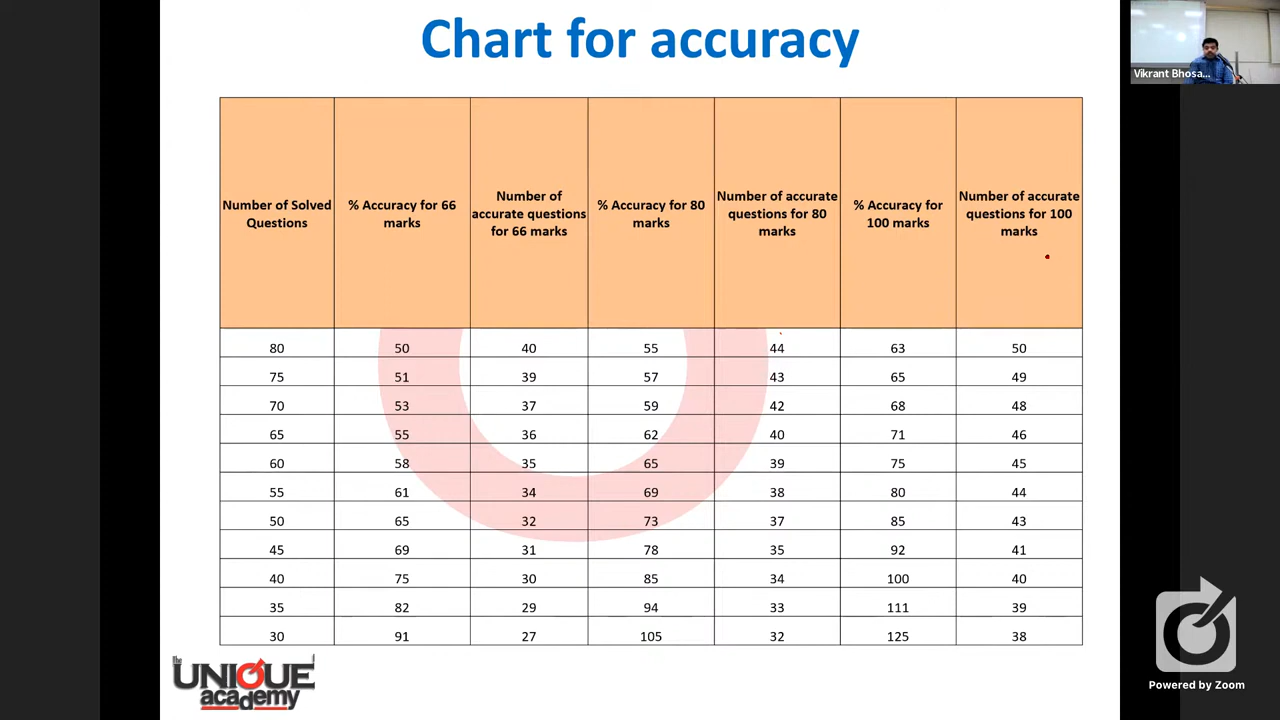 Chart for accuracy
Vikrant Bhosa...
Number of Solved Questions | % Accuracy for 66 marks | Number of accurate questions for 66 marks | % Accuracy for 80 marks | Number of accurate questions for 80 marks | % Accuracy for 100 marks | Number of accurate questions for 100 marks
80 | 50 | 40 | 55 | 44 | 63 | 50
75 | 51 | 39 | 57 | 43 | 65 | 49
70 | 53 | 37 | 59 | 42 | 68 | 48
65 | 55 | 36 | 62 | 40 | 71 | 46
60 | 58 | 35 | 65 | 39 | 75 | 45
55 | 61 | 34 | 69 | 38 | 80 | 44
50 | 65 | 32 | 73 | 37 | 85 | 43
45 | 69 | 31 | 78 | 35 | 92 | 41
40 | 75 | 30 | 85 | 34 | 100 | 40
35 | 82 | 29 | 94 | 33 | 111 | 39
30 | 91 | 27 | 105 | 32 | 125 | 38
The
UNIQUE
academy
Powered by Zoom